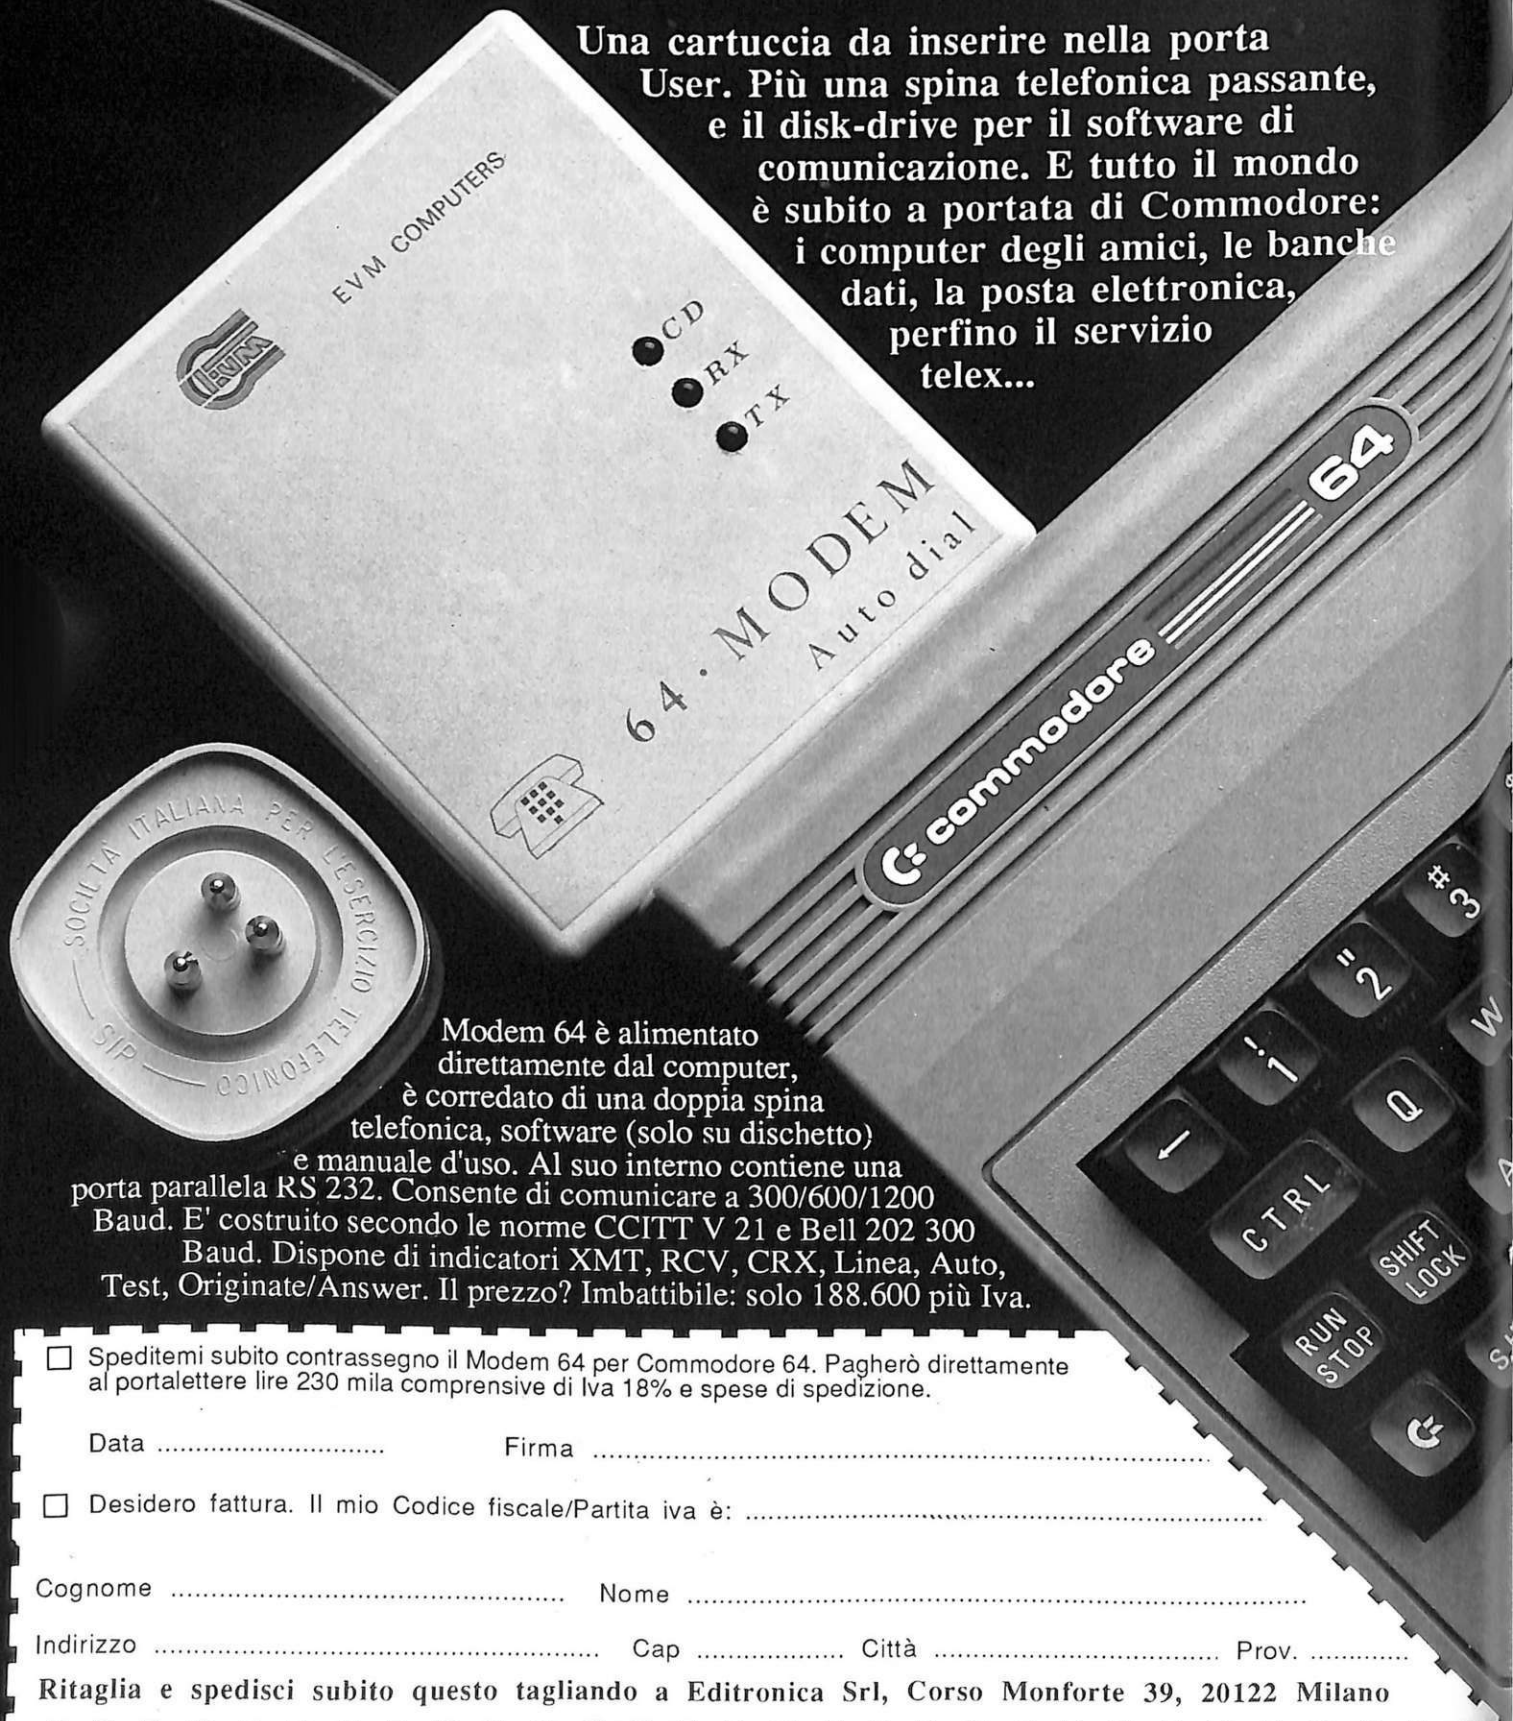 Una cartuccia da inserire nella porta
User. Più una spina telefonica passante,
e il disk-drive per il software di
comunicazione. E tutto il mondo
è subito a portata di Commodore:
i computer degli amici, le banche
dati, la posta elettronica,
perfino il servizio
telex...
EVM COMPUTERS
EVM
CD
RX
TX
64·MODEM
Auto dial
commodore 64
SOCIETÀ ITALIANA PER L'ESERCIZIO TELEFONICO
SIP
# 3
" 2
! 1
←
W
Q
CTRL
A
SHIFT
LOCK
RUN
STOP
Modem 64 è alimentato
direttamente dal computer,
è corredato di una doppia spina
telefonica, software (solo su dischetto)
e manuale d'uso. Al suo interno contiene una
porta parallela RS 232. Consente di comunicare a 300/600/1200
Baud. E' costruito secondo le norme CCITT V 21 e Bell 202 300
Baud. Dispone di indicatori XMT, RCV, CRX, Linea, Auto,
Test, Originate/Answer. Il prezzo? Imbattibile: solo 188.600 più Iva.
□ Speditemi subito contrassegno il Modem 64 per Commodore 64. Pagherò direttamente
al portalettere lire 230 mila comprensive di Iva 18% e spese di spedizione.
Data .............................. Firma ..............................
□ Desidero fattura. Il mio Codice fiscale/Partita iva è: ..............................
Cognome .............................. Nome ..............................
Indirizzo .............................. Cap .................. Città .............................. Prov. .............
Ritaglia e spedisci subito questo tagliando a Editronica Srl, Corso Monforte 39, 20122 Milano